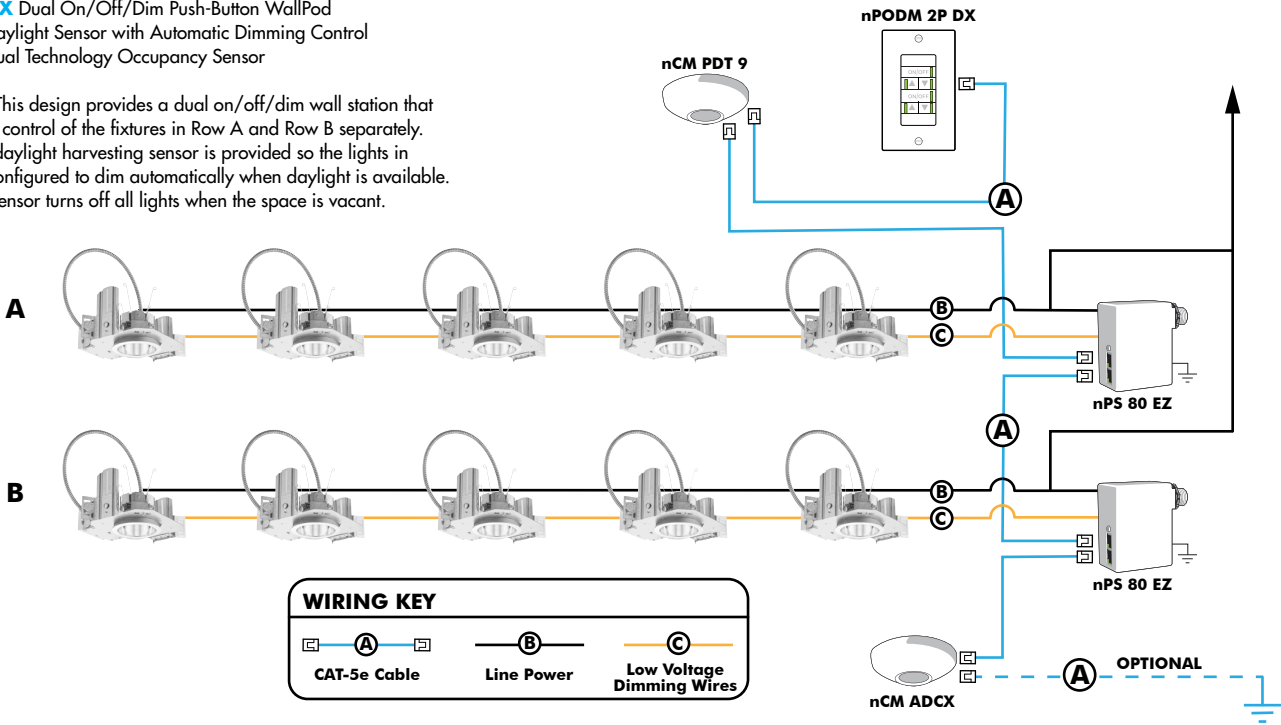 X Dual On/Off/Dim Push-Button WallPod
aylight Sensor with Automatic Dimming Control
ual Technology Occupancy Sensor
This design provides a dual on/off/dim wall station that
control of the fixtures in Row A and Row B separately.
daylight harvesting sensor is provided so the lights in
onfigured to dim automatically when daylight is available.
ensor turns off all lights when the space is vacant.
nPODM 2P DX
nCM PDT 9
ON/OFF
ON/OFF
A
A
B
C
nPS 80 EZ
A
B
B
C
nPS 80 EZ
WIRING KEY
A
B
C
CAT-5e Cable
Line Power
Low Voltage
Dimming Wires
nCM ADCX
A
OPTIONAL